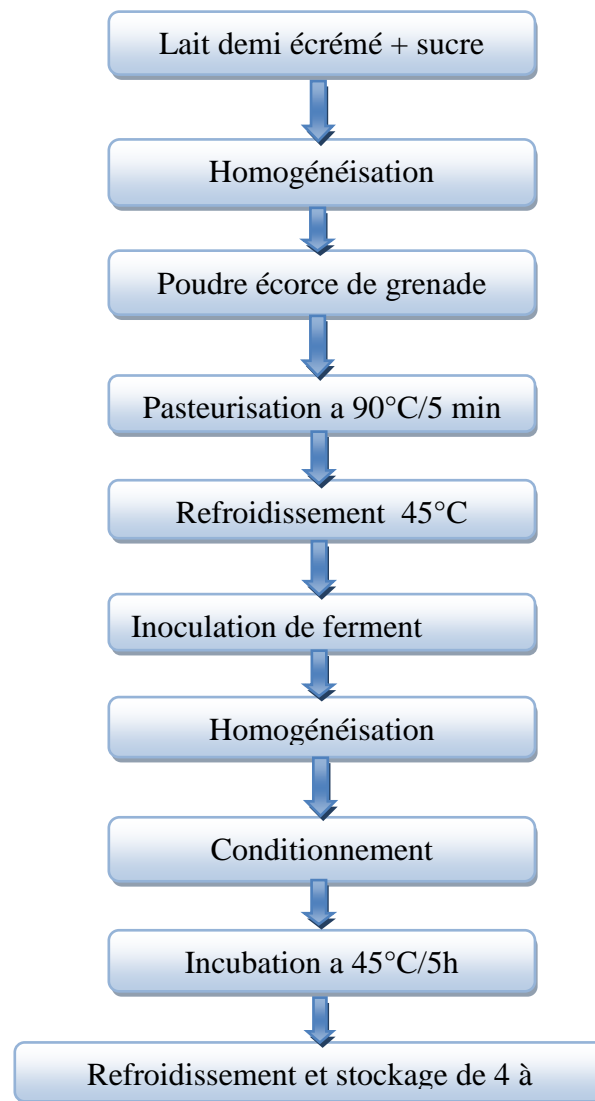 Lait demi écrémé + sucre
Homogénéisation
Poudre écorce de grenade
Pasteurisation a 90°C/5 min
Refroidissement 45°C
Inoculation de ferment
Homogénéisation
Conditionnement
Incubation a 45°C/5h
Refroidissement et stockage de 4 à